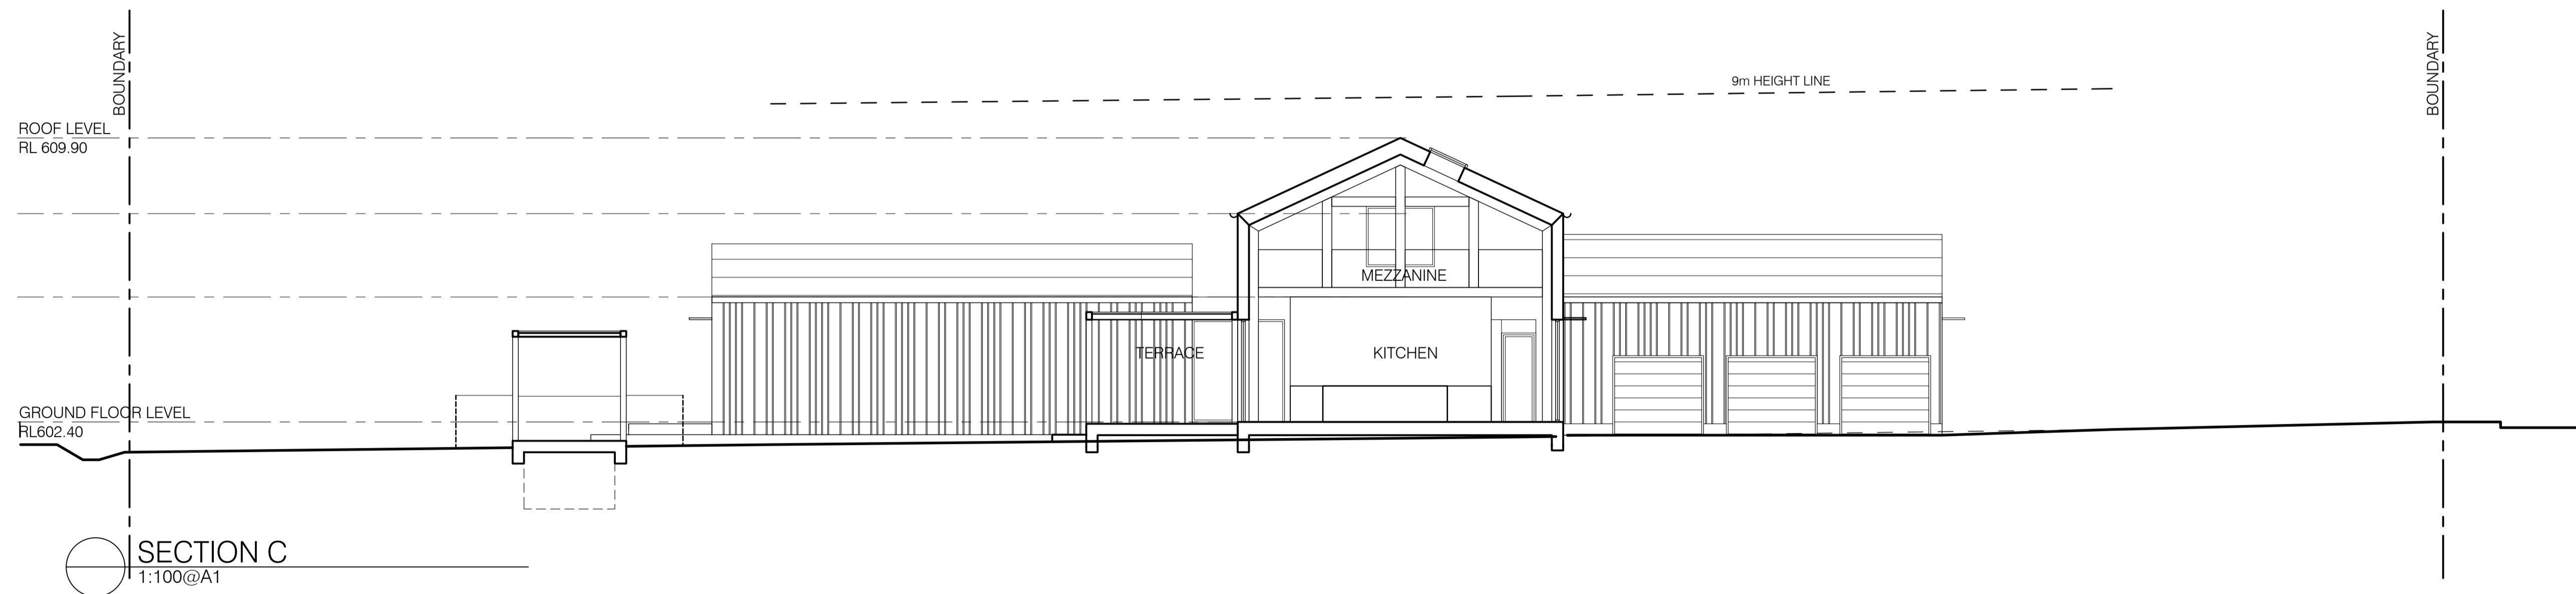 BOUNDARY
BOUNDARY
9m HEIGHT LINE
ROOF LEVEL
RL 609.90
MEZZANINE
TERRACE
KITCHEN
GROUND FLOOR LEVEL
RL602.40
SECTION C
1:100@A1